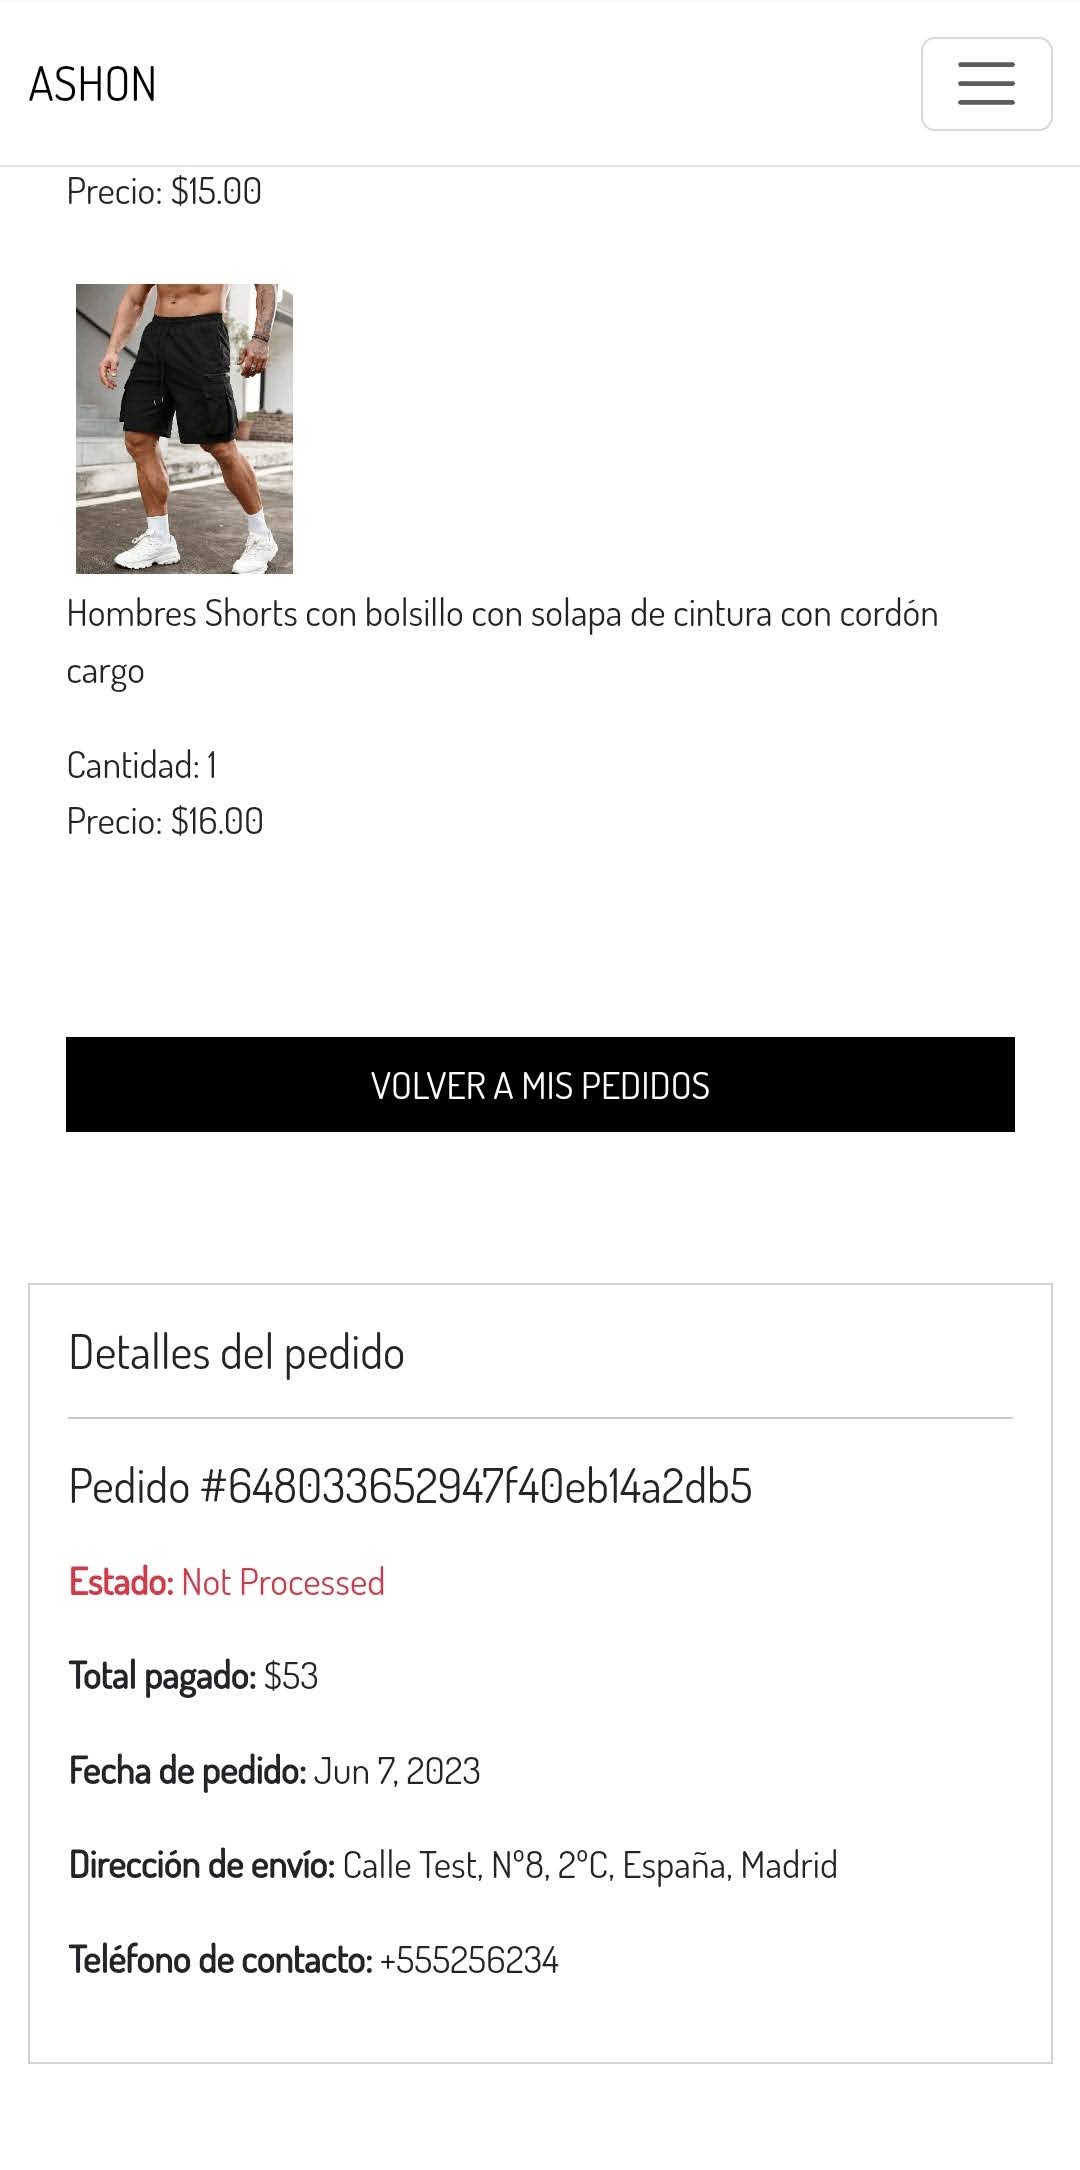 ASHON
Precio: $15.00
Hombres Shorts con bolsillo con solapa de cintura con cordón
cargo
Cantidad: 1
Precio: $16.00
VOLVER A MIS PEDIDOS
Detalles del pedido
Pedido #648033652947f40eb14a2db5
Estado: Not Processed
Total pagado: $53
Fecha de pedido: Jun 7, 2023
Dirección de envío: Calle Test, Nº8, 2ºC, España, Madrid
Teléfono de contacto: +555256234